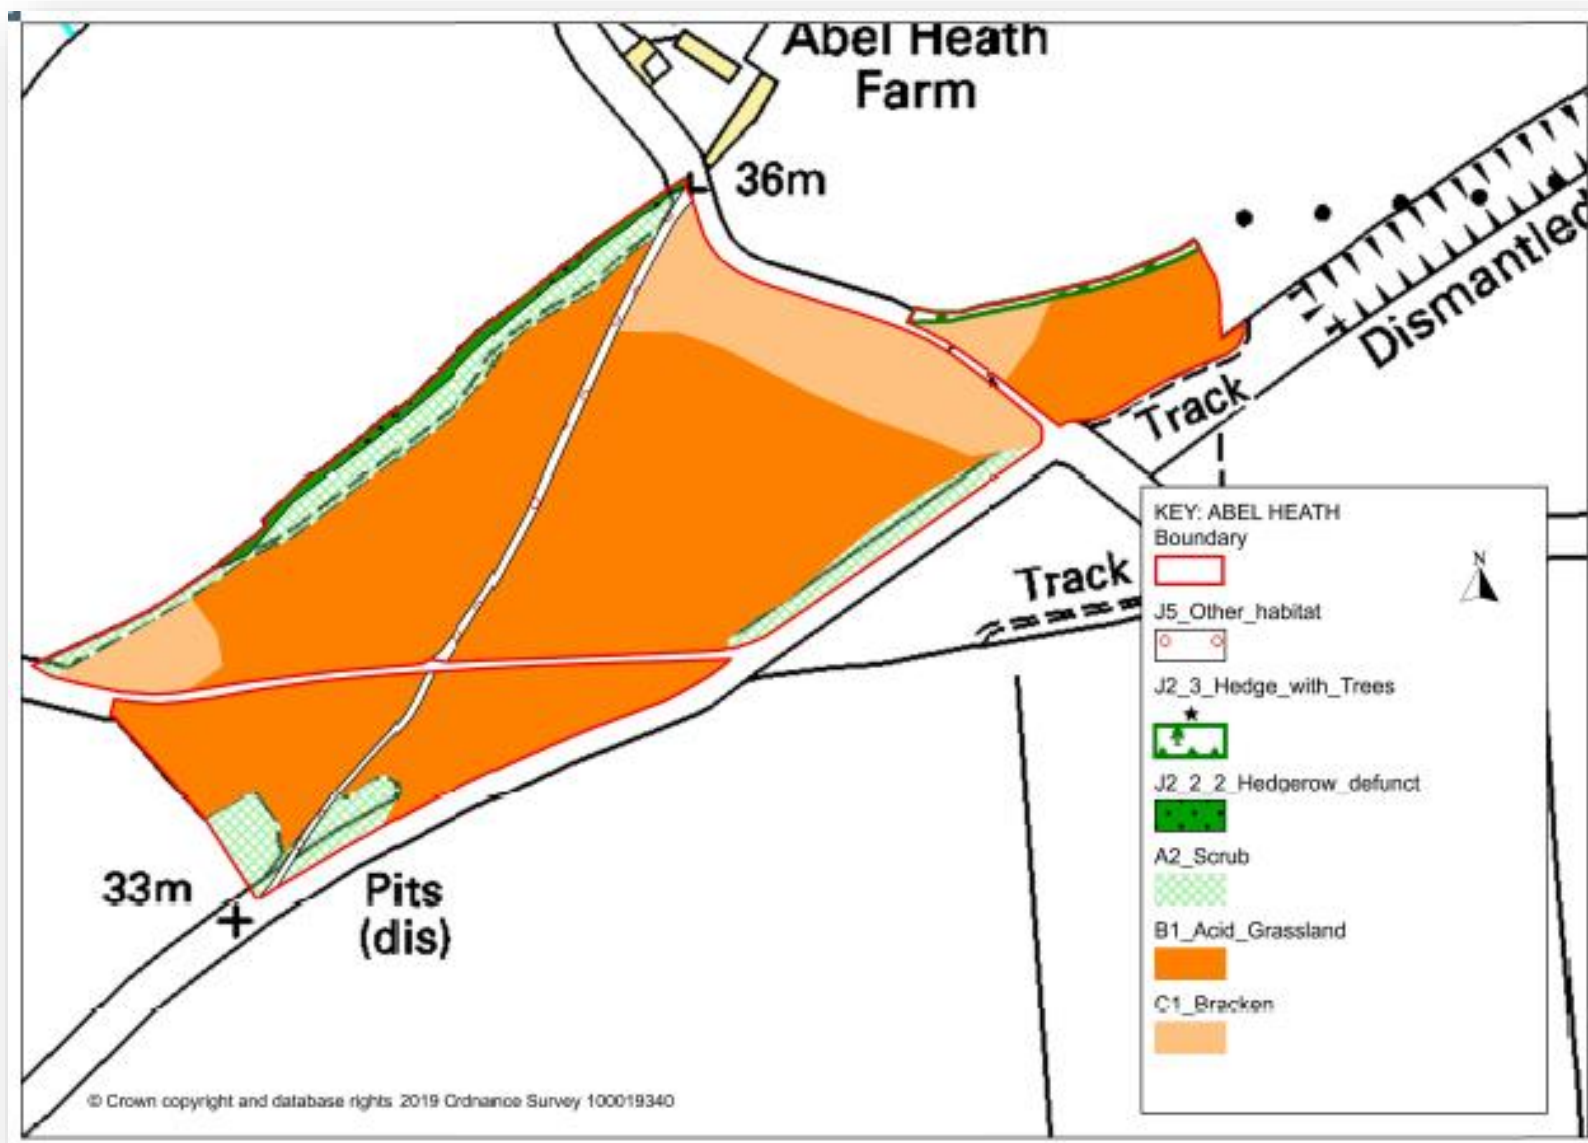 Abel Heath
Farm
36m
Dismantled
Track
Track
33m
Pits
(dis)
KEY: ABEL HEATH
Boundary
N
J5_Other_habitat
J2_3_Hedge_with_Trees
J2_2_2_Hedgerow_defunct
A2_Scrub
B1_Acid_Grassland
C1_Bracken
© Crown copyright and database rights 2019 Ordnance Survey 100019340